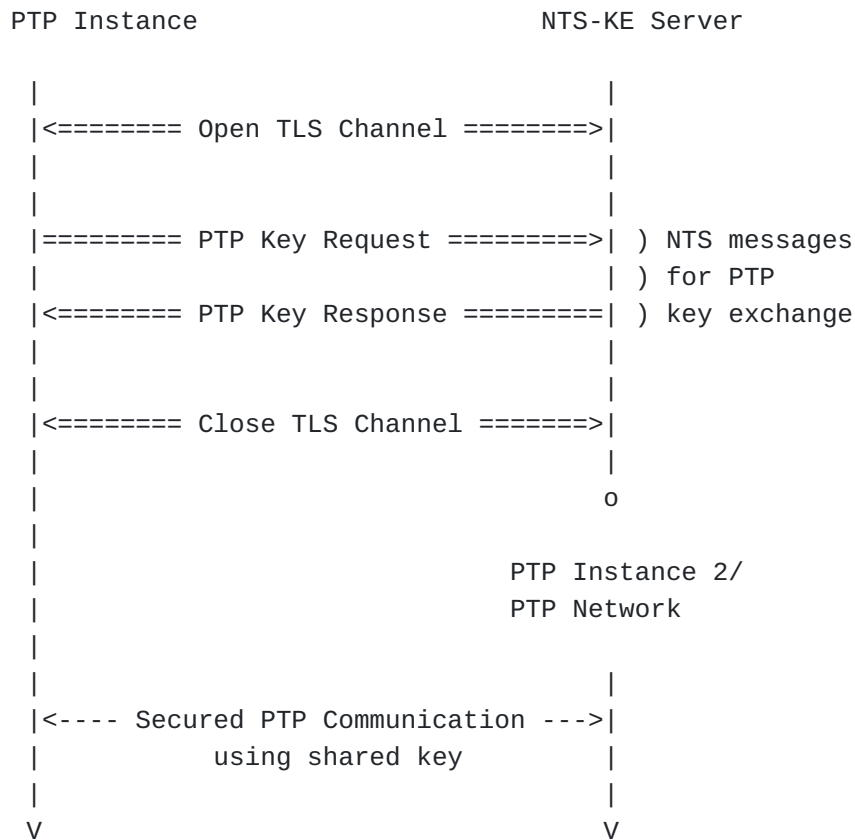 PTP Instance                      NTS-KE Server

 |                                     |
 |<======== Open TLS Channel ========>|
 |                                     |
 |                                     |
 |========= PTP Key Request =========>| ) NTS messages
 |                                     | ) for PTP
 |<======== PTP Key Response =========| ) key exchange
 |                                     |
 |                                     |
 |<======== Close TLS Channel =======>|
 |                                     |
 |                                     o
 |
 |                              PTP Instance 2/
 |                              PTP Network
 |
 |                                     |
 |<---- Secured PTP Communication --->|
 |           using shared key          |
 |                                     |
 V                                     V